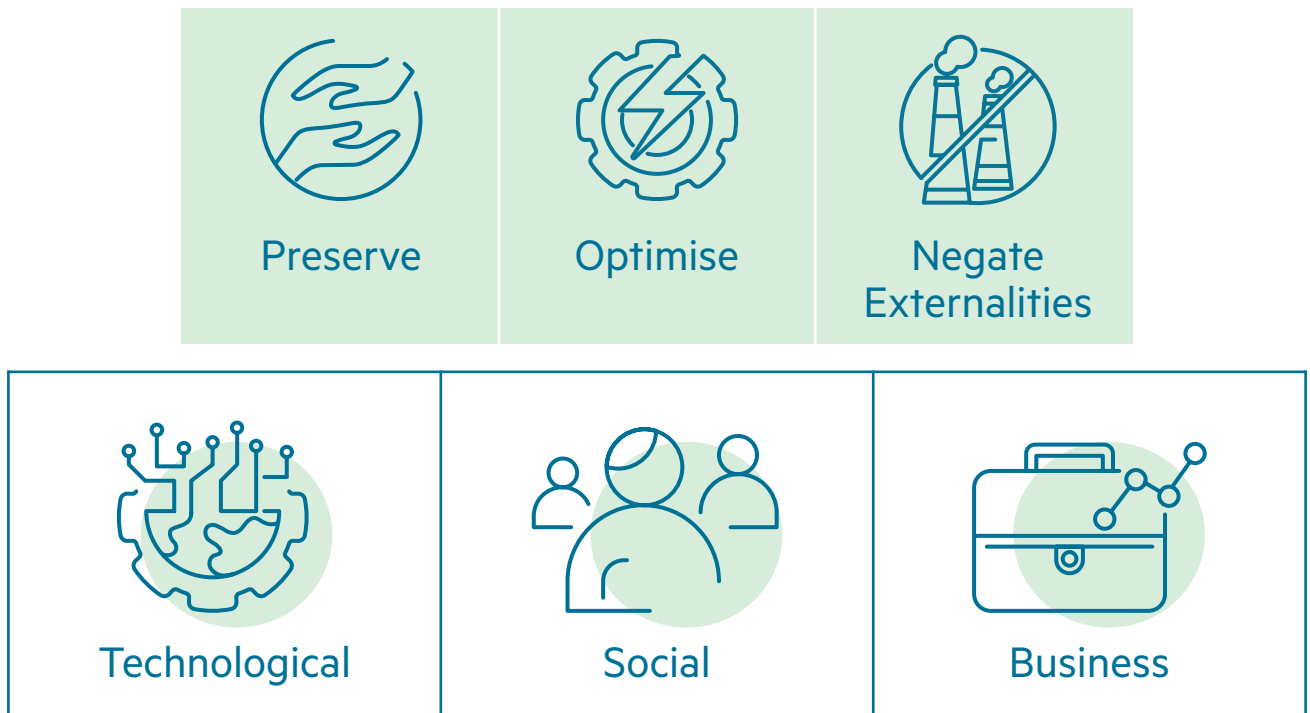 Preserve
Optimise
Negate
Externalities
Technological
Social
Business